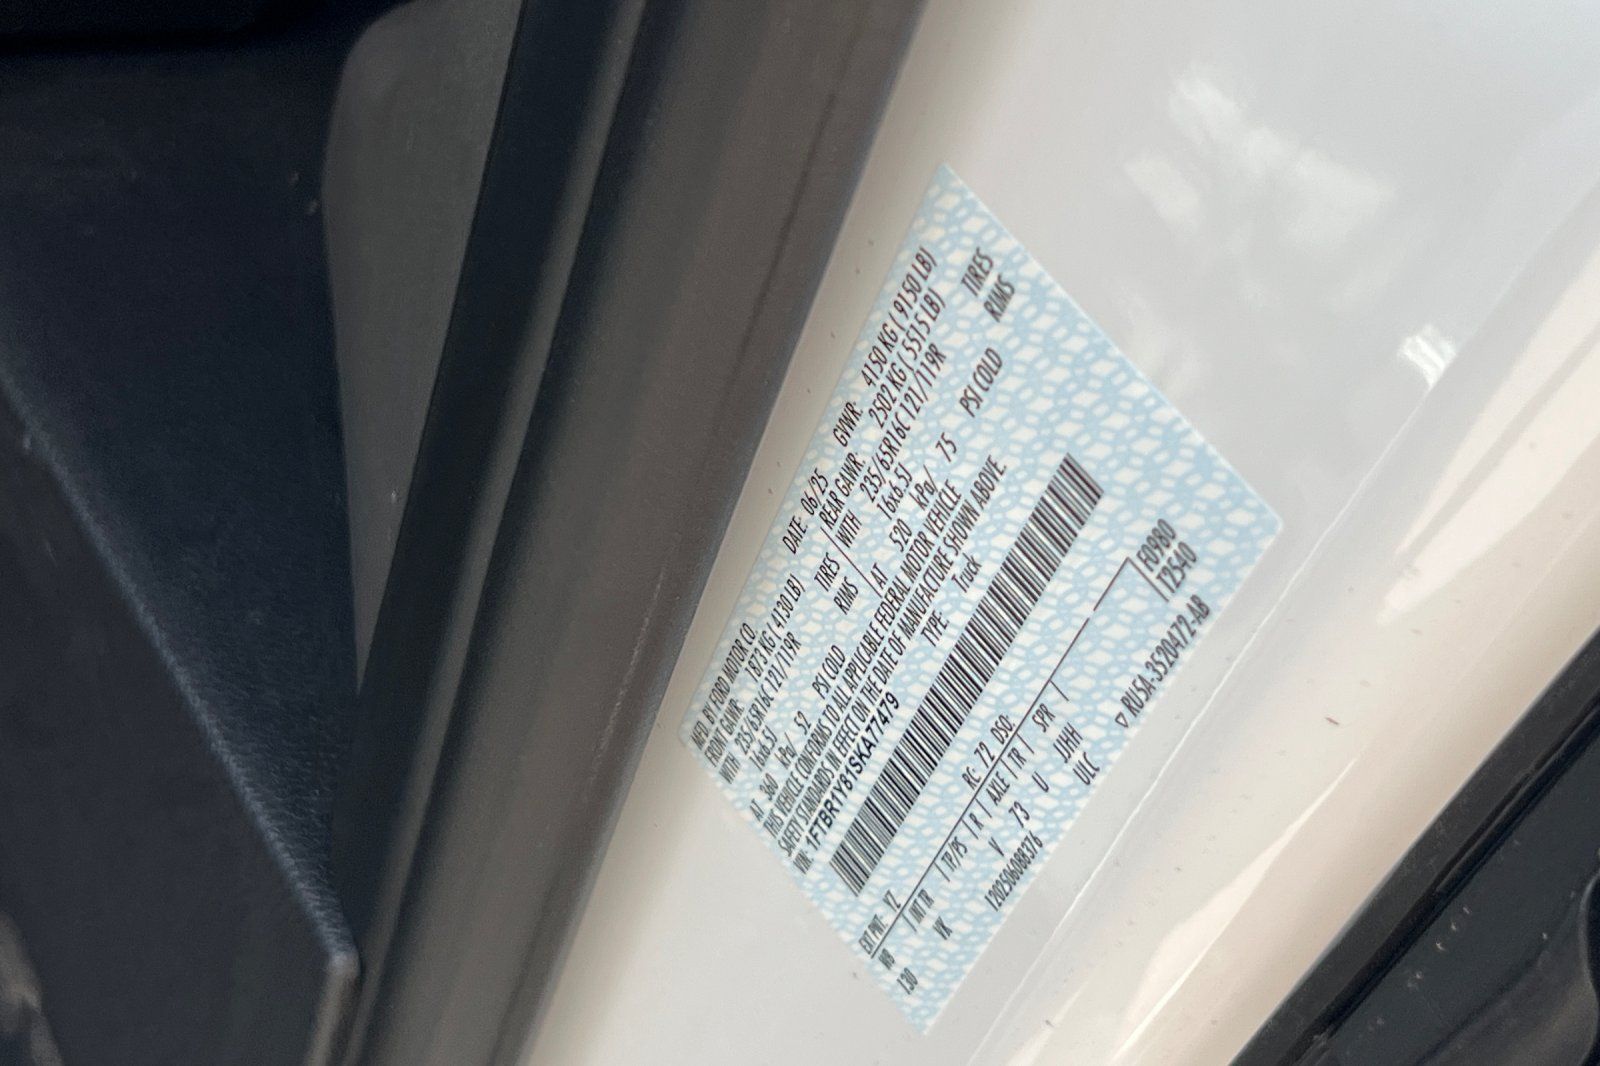 MFD. BY FORD MOTOR CO.
DATE: 06/25 GVWR: 4150 KG ( 9150 LB)
FRONT GAWR: 1873 KG ( 4130 LB) REAR GAWR: 2502 KG ( 5515 LB)
WITH 235/65R16C 121/119R TIRES WITH 235/65R16C 121/119R TIRES
16x6.5J RIMS 16x6.5J RIMS
AT 360 kPa/ 52 PSI COLD AT 520 kPa/ 75 PSI COLD
THIS VEHICLE CONFORMS TO ALL APPLICABLE FEDERAL MOTOR VEHICLE
SAFETY STANDARDS IN EFFECT ON THE DATE OF MANUFACTURE SHOWN ABOVE.
VIN: 1FTBR1Y81SKA77479 TYPE Truck
EXT PNT: YZ RC: 72 DSO: F0980
WB INT TR TP/PS R AXLE TR SPR T2540
130 VK V 73 U UHH
1202506088376 ULC ▽ RU5A-3520472-AB